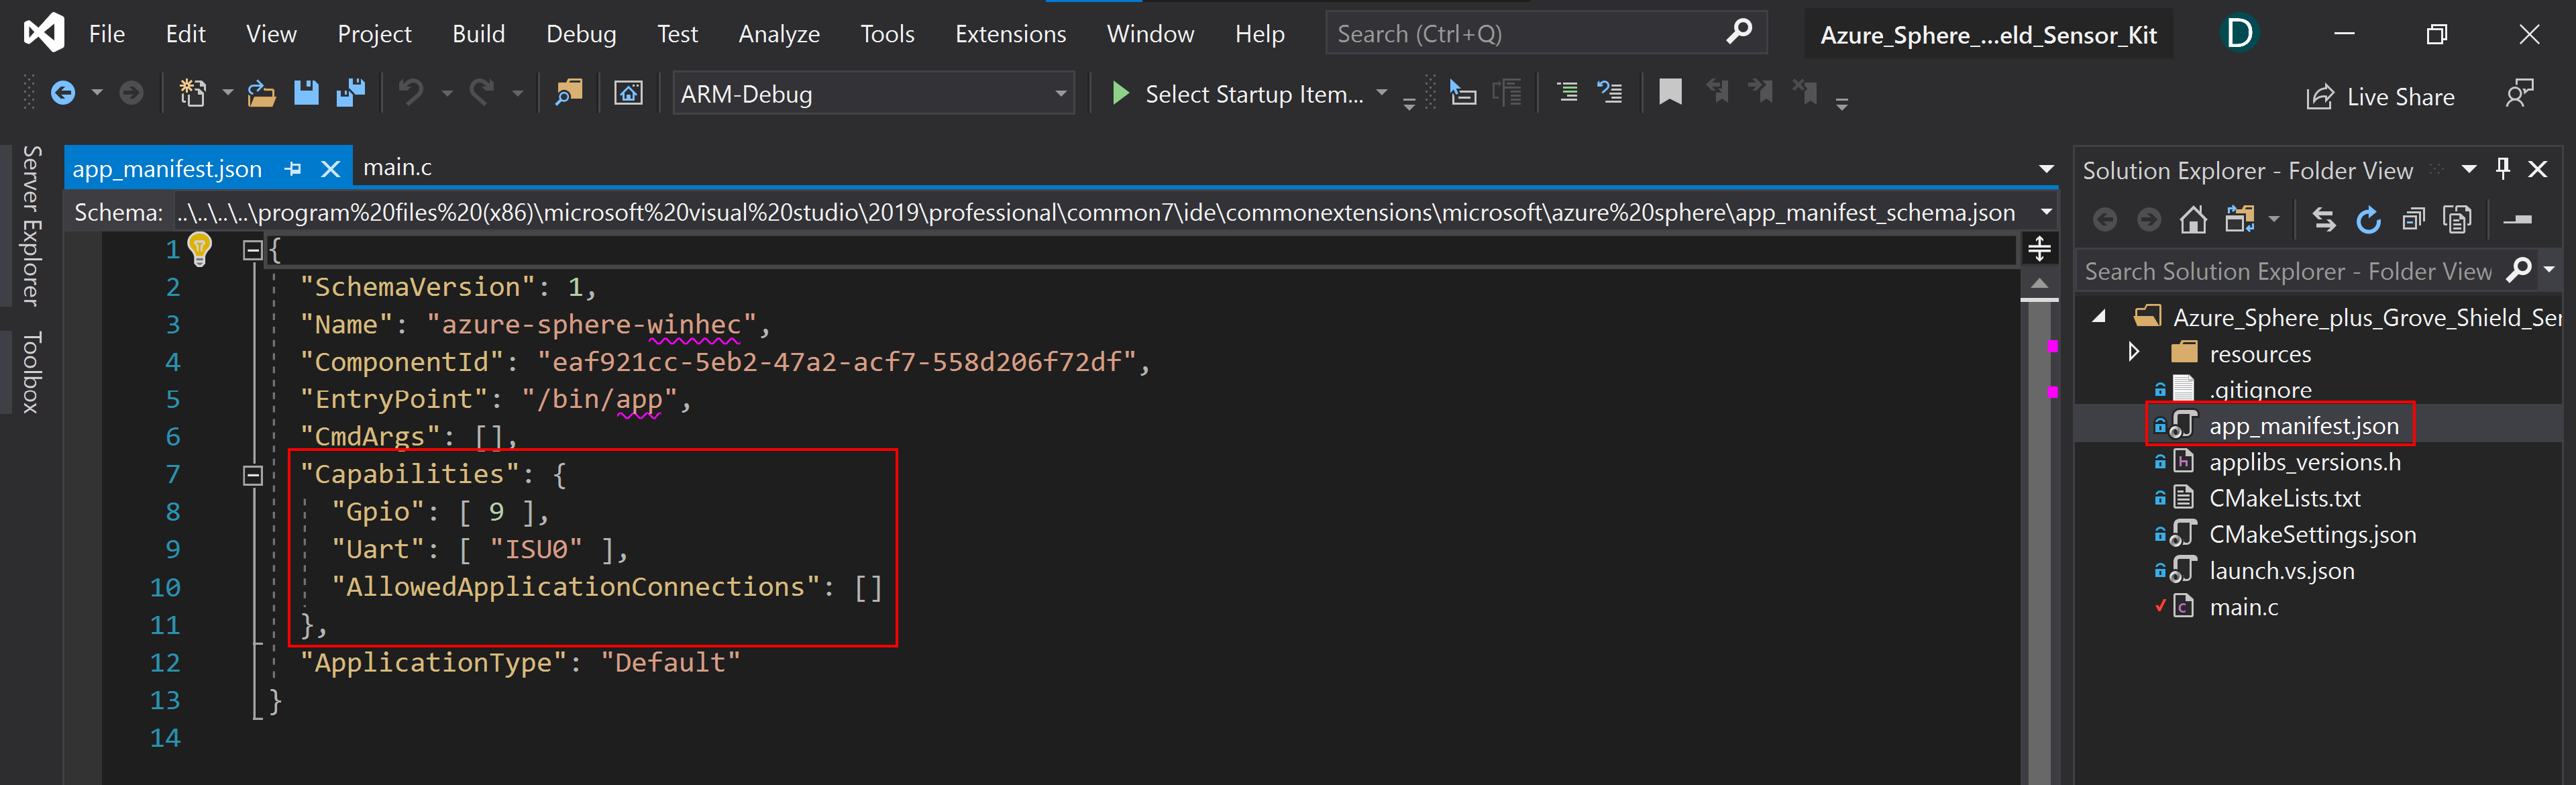 File Edit View Project Build Debug Test Analyze Tools Extensions Window Help Search (Ctrl+Q) Azure_Sphere_...eld_Sensor_Kit D
ARM-Debug Select Startup Item... Live Share
Server Explorer
Toolbox
app_manifest.json main.c
Schema: ..\..\..\..\program%20files%20(x86)\microsoft%20visual%20studio\2019\professional\common7\ide\commonextensions\microsoft\azure%20sphere\app_manifest_schema.json
1 {
2 "SchemaVersion": 1,
3 "Name": "azure-sphere-winhec",
4 "ComponentId": "eaf921cc-5eb2-47a2-acf7-558d206f72df",
5 "EntryPoint": "/bin/app",
6 "CmdArgs": [],
7 "Capabilities": {
8 "Gpio": [ 9 ],
9 "Uart": [ "ISU0" ],
10 "AllowedApplicationConnections": []
11 },
12 "ApplicationType": "Default"
13 }
14
Solution Explorer - Folder View
Search Solution Explorer - Folder View
Azure_Sphere_plus_Grove_Shield_Ser
resources
.gitignore
app_manifest.json
applibs_versions.h
CMakeLists.txt
CMakeSettings.json
launch.vs.json
main.c